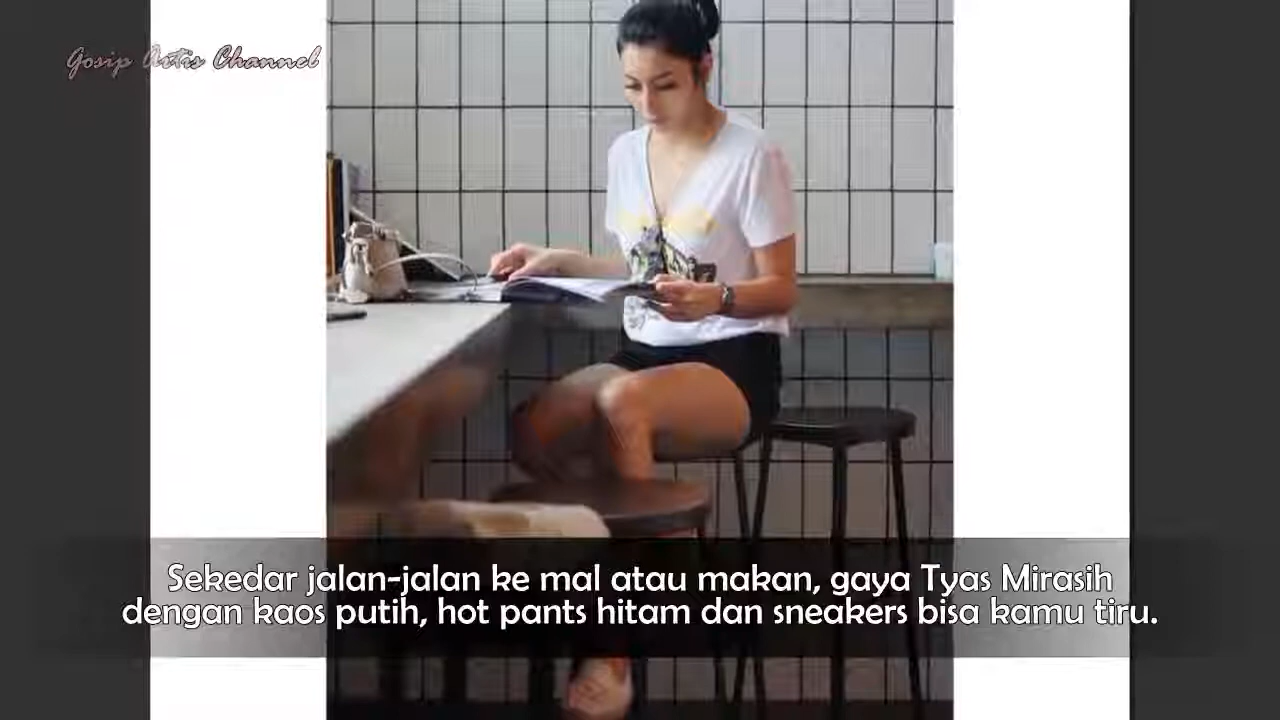 Gosip Artis Channel
Sekedar jalan-jalan ke mal atau makan, gaya Tyas Mirasih
dengan kaos putih, hot pants hitam dan sneakers bisa kamu tiru.